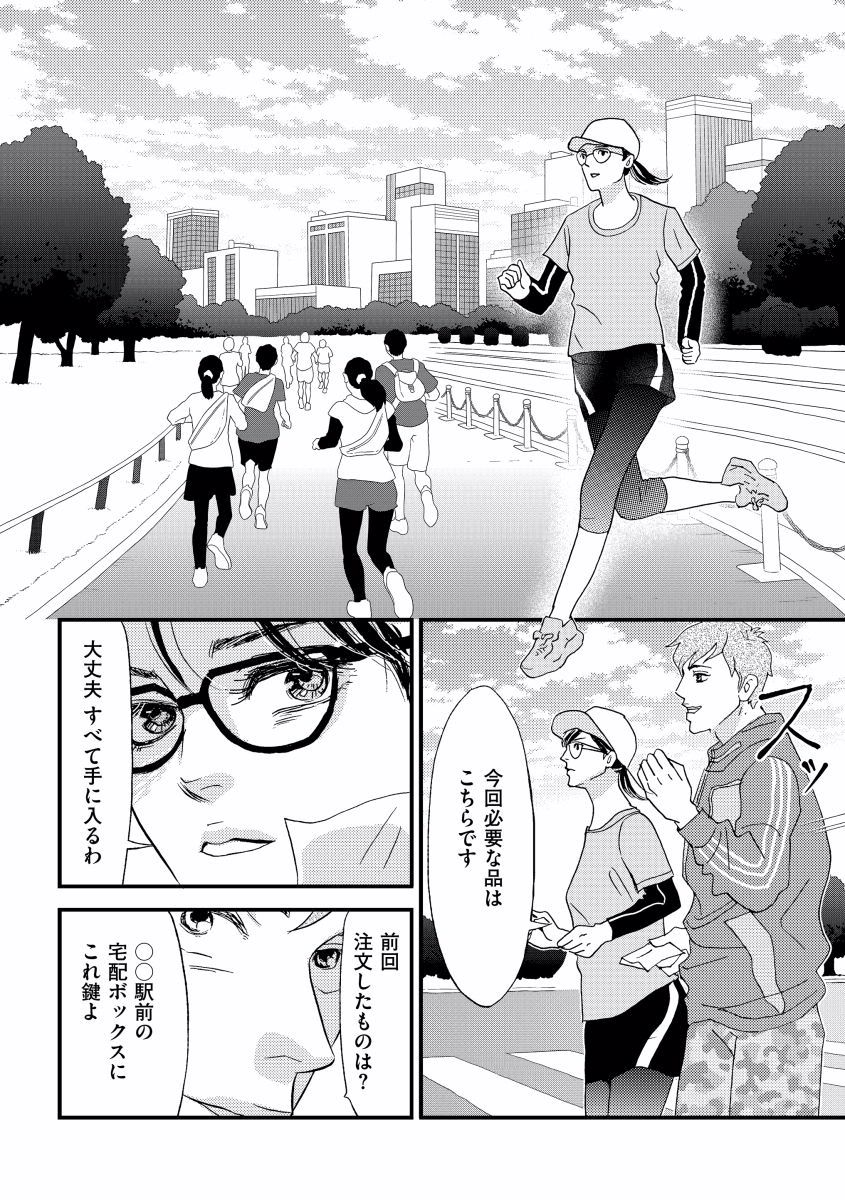 スッ
今回必要な品は
こちらです
大丈夫 すべて手に入るわ
前回
注文したものは?
○○駅前の
宅配ボックスに
これ鍵よ